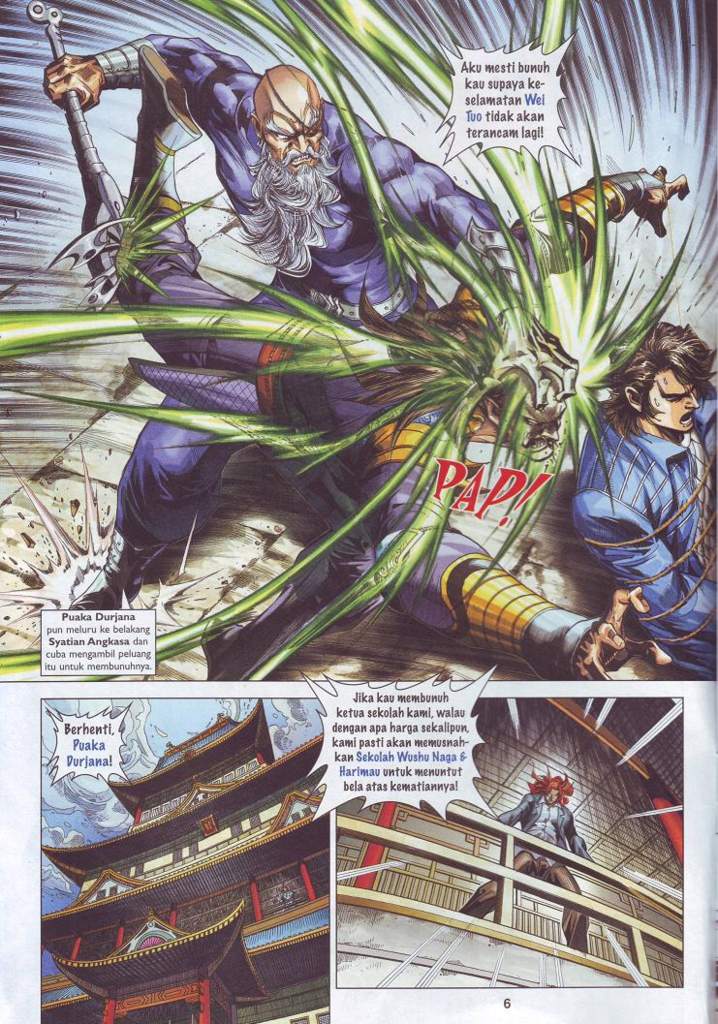 Aku mesti bunuh
kau supaya ke-
selamatan Wei
Tuo tidak akan
terancam lagi!
PAP!
Puaka Durjana
pun meluru ke belakang
Syatian Angkasa dan
cuba mengambil peluang
itu untuk membunuhnya.
Berhenti,
Puaka
Durjana!
Jika kau membunuh
ketua sekolah kami, walau
dengan apa harga sekalipun,
kami pasti akan memusnah-
kan Sekolah Wushu Naga &
Harimau untuk menuntut
bela atas kematiannya!
6